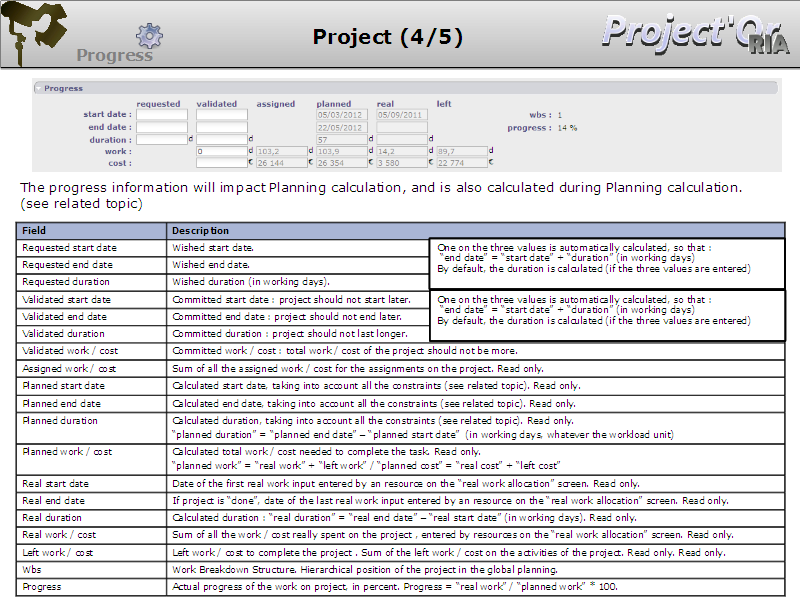 Project (4/5)
Project'Or
RIA
Progress
Progress
requested validated assigned planned real left
start date : 05/03/2012 05/09/2011 wbs : 1
end date : 22/05/2012 progress : 14 %
duration : d d 57 d d
work : 0 d 103,2 d 103,9 d 14,2 d 89,7 d
cost : € 26 144 € 26 354 € 3 580 € 22 774 €
The progress information will impact Planning calculation, and is also calculated during Planning calculation.
(see related topic)
Field Description
Requested start date Wished start date.
Requested end date Wished end date.
Requested duration Wished duration (in working days).
One on the three values is automatically calculated, so that :
“end date” = “start date” + “duration” (in working days)
By default, the duration is calculated (if the three values are entered)
Validated start date Committed start date : project should not start later.
Validated end date Committed end date : project should not end later.
Validated duration Committed duration : project should not last longer.
One on the three values is automatically calculated, so that :
“end date” = “start date” + “duration” (in working days)
By default, the duration is calculated (if the three values are entered)
Validated work / cost Committed work / cost : total work / cost of the project should not be more.
Assigned work / cost Sum of all the assigned work / cost for the assignments on the project. Read only.
Planned start date Calculated start date, taking into account all the constraints (see related topic). Read only.
Planned end date Calculated end date, taking into account all the constraints (see related topic). Read only.
Planned duration Calculated duration, taking into account all the constraints (see related topic). Read only.
“planned duration” = “planned end date” – “planned start date” (in working days, whatever the workload unit)
Planned work / cost Calculated total work / cost needed to complete the task. Read only.
“planned work” = “real work” + “left work” / “planned cost” = “real cost” + “left cost”
Real start date Date of the first real work input entered by an resource on the “real work allocation” screen. Read only.
Real end date If project is “done”, date of the last real work input entered by an resource on the “real work allocation” screen. Read only.
Real duration Calculated duration : “real duration” = “real end date” – “real start date” (in working days). Read only.
Real work / cost Sum of all the work / cost really spent on the project , entered by resources on the “real work allocation” screen. Read only.
Left work / cost Left work / cost to complete the project . Sum of the left work / cost on the activities of the project. Read only. Read only.
Wbs Work Breakdown Structure. Hierarchical position of the project in the global planning.
Progress Actual progress of the work on project, in percent. Progress = “real work” / “planned work” * 100.